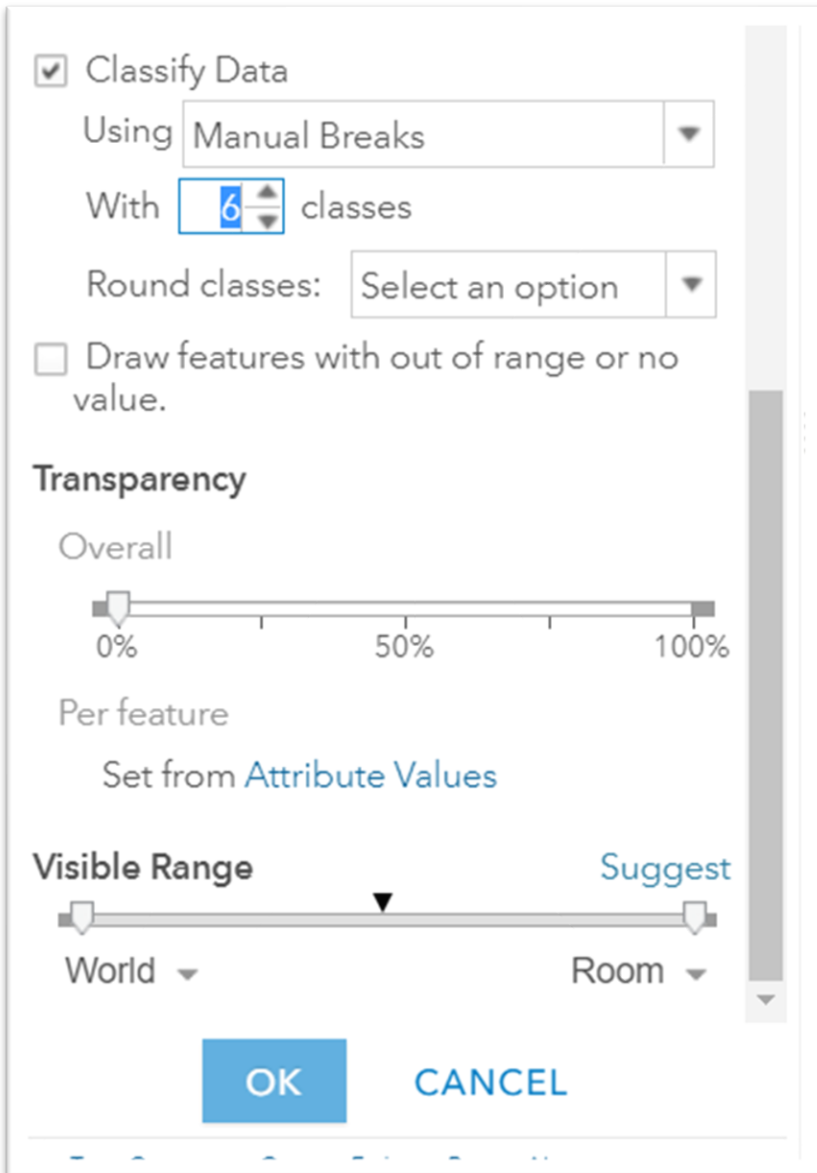 Classify Data
Using Manual Breaks
With 6 classes
Round classes: Select an option
Draw features with out of range or no
value.
Transparency
Overall
0% 50% 100%
Per feature
Set from Attribute Values
Visible Range Suggest
World Room
OK CANCEL